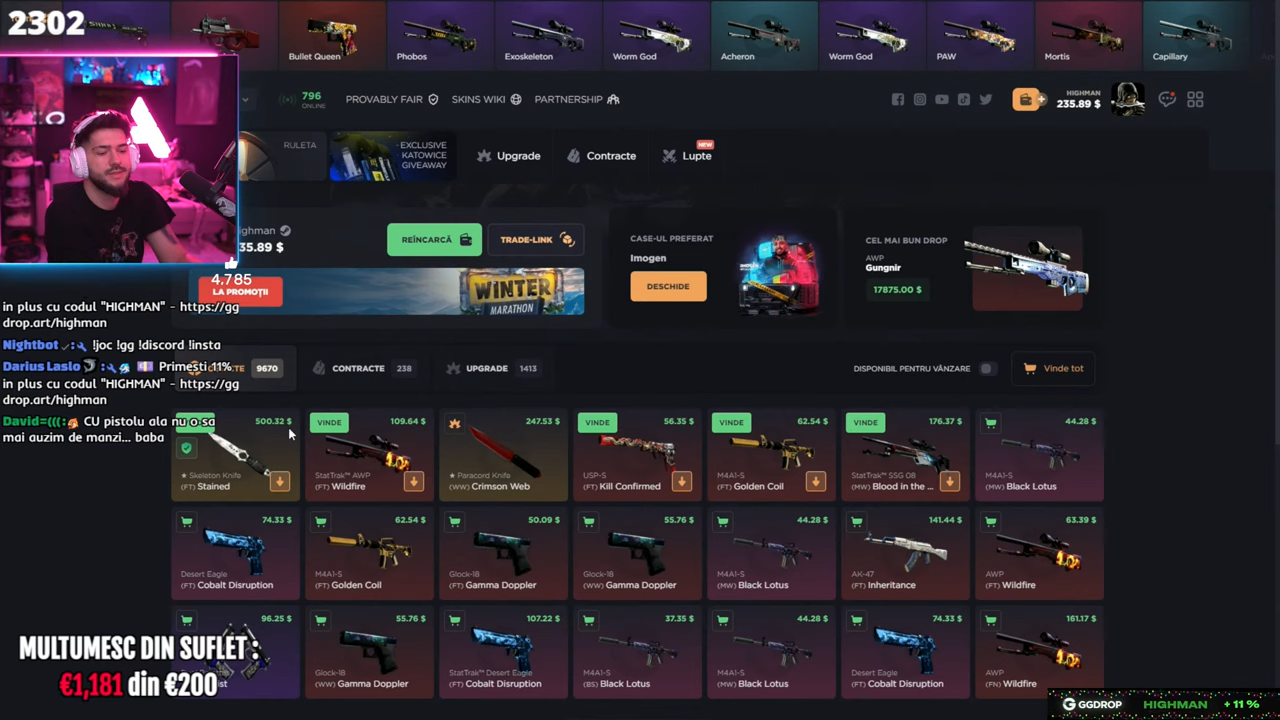 2302
Bullet Queen
Phobos
Exoskeleton
Worm God
Acheron
Worm God
PAW
Mortis
Capillary
796
ONLINE
PROVABLY FAIR
SKINS WIKI
PARTNERSHIP
HIGHMAN
235.89 $
RULETA
EXCLUSIVE
KATOWICE
GIVEAWAY
Upgrade
Contracte
NEW
Lupte
ighman
35.89 $
REÎNCARCĂ
TRADE-LINK
4,785
LA PROMOȚII
WINTER
MARATHON
CASE-UL PREFERAT
Imogen
DESCHIDE
CEL MAI BUN DROP
AWP
Gungnir
17875.00 $
in plus cu codul "HIGHMAN" - https://gg
drop.art/highman
Nightbot : !joc !gg !discord !insta
Darius Laslo : Primesti 11%
in plus cu codul "HIGHMAN" - https://gg
drop.art/highman
David=(((: CU pistolu ala nu o sa
mai auzim de manzi... baba
9670
CONTRACTE 238
UPGRADE 1413
DISPONIBIL PENTRU VÂNZARE
Vinde tot
500.32 $
★ Skeleton Knife
(FT) Stained
VINDE 109.64 $
StatTrak™ AWP
(FT) Wildfire
247.53 $
★ Paracord Knife
(WW) Crimson Web
VINDE 56.35 $
USP-S
(FT) Kill Confirmed
VINDE 62.54 $
M4A1-S
(FT) Golden Coil
VINDE 176.37 $
StatTrak™ SSG 08
(MW) Blood in the ...
44.28 $
M4A1-S
(MW) Black Lotus
74.33 $
Desert Eagle
(FT) Cobalt Disruption
62.54 $
M4A1-S
(FT) Golden Coil
50.09 $
Glock-18
(FT) Gamma Doppler
55.76 $
Glock-18
(WW) Gamma Doppler
44.28 $
M4A1-S
(MW) Black Lotus
141.44 $
AK-47
(FT) Inheritance
63.39 $
AWP
(FT) Wildfire
96.25 $
55.76 $
Glock-18
(WW) Gamma Doppler
107.22 $
StatTrak™ Desert Eagle
(FT) Cobalt Disruption
37.35 $
M4A1-S
(BS) Black Lotus
44.28 $
M4A1-S
(MW) Black Lotus
74.33 $
Desert Eagle
(FT) Cobalt Disruption
161.17 $
AWP
(FN) Wildfire
MULTUMESC DIN SUFLET :
€1,181 din €200
GGDROP HIGHMAN + 11 %